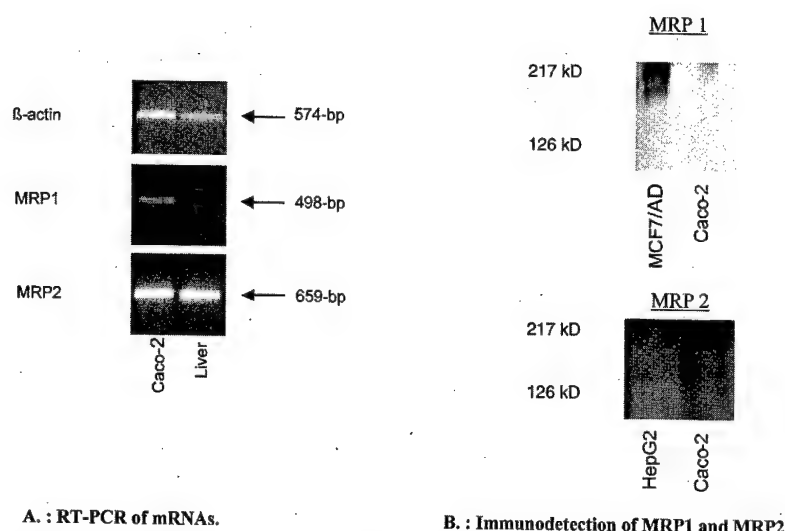 ß-actin
574-bp
MRP1
498-bp
MRP2
659-bp
Caco-2
Liver
A. : RT-PCR of mRNAs.
MRP 1
217 kD
126 kD
MCF7/AD
Caco-2
MRP 2
217 kD
126 kD
HepG2
Caco-2
B. : Immunodetection of MRP1 and MRP2